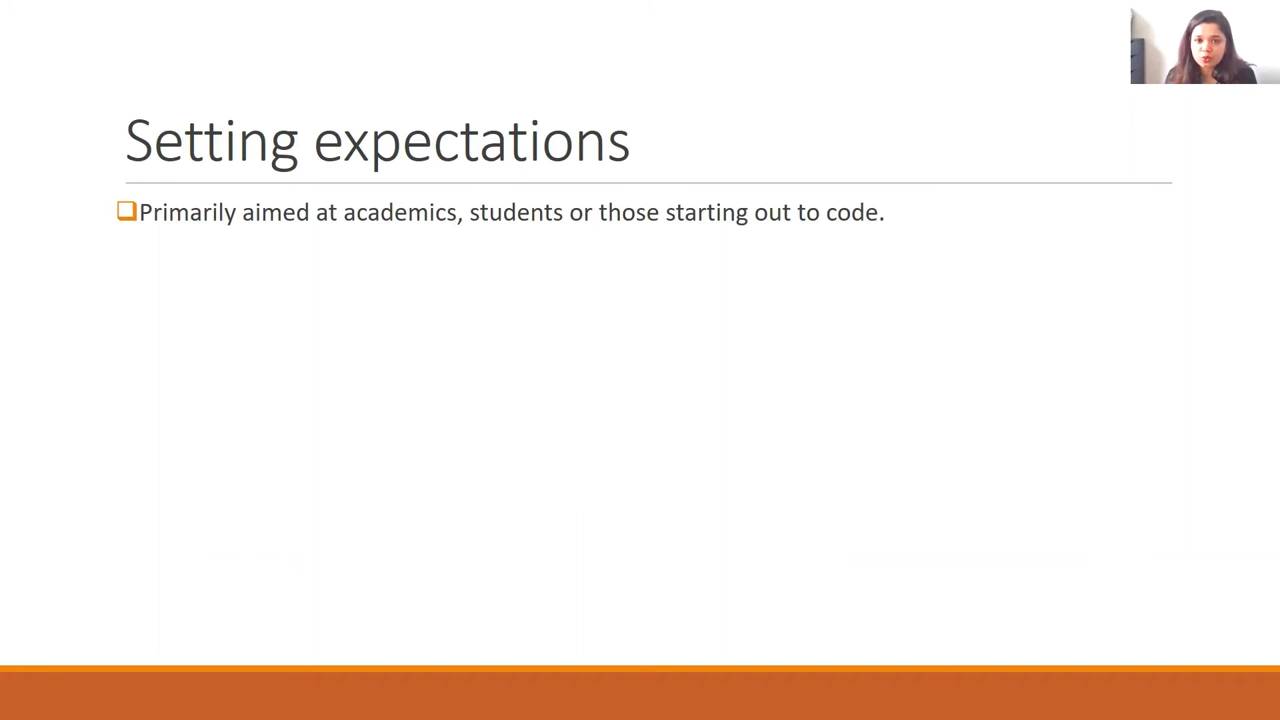 Setting expectations
Primarily aimed at academics, students or those starting out to code.